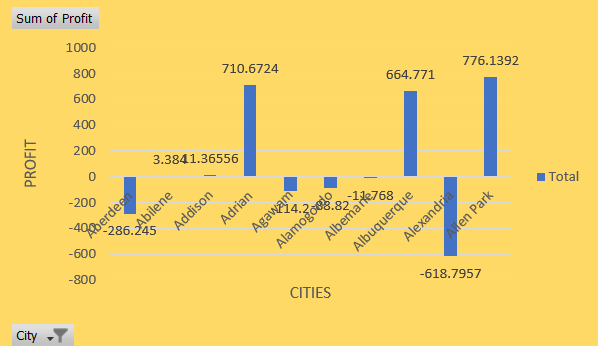 Sum of Profit
1000
800
600
400
200
0
-200
-400
-600
-800
PROFIT
-286.245
3.384
11.36556
710.6724
-88.82
-11.768
664.771
-618.7957
776.1392
Aberdeen
Abilene
Addison
Adrian
Agawam
Alamogordo
Albemarle
Albuquerque
Alexandria
Allen Park
CITIES
Total
City